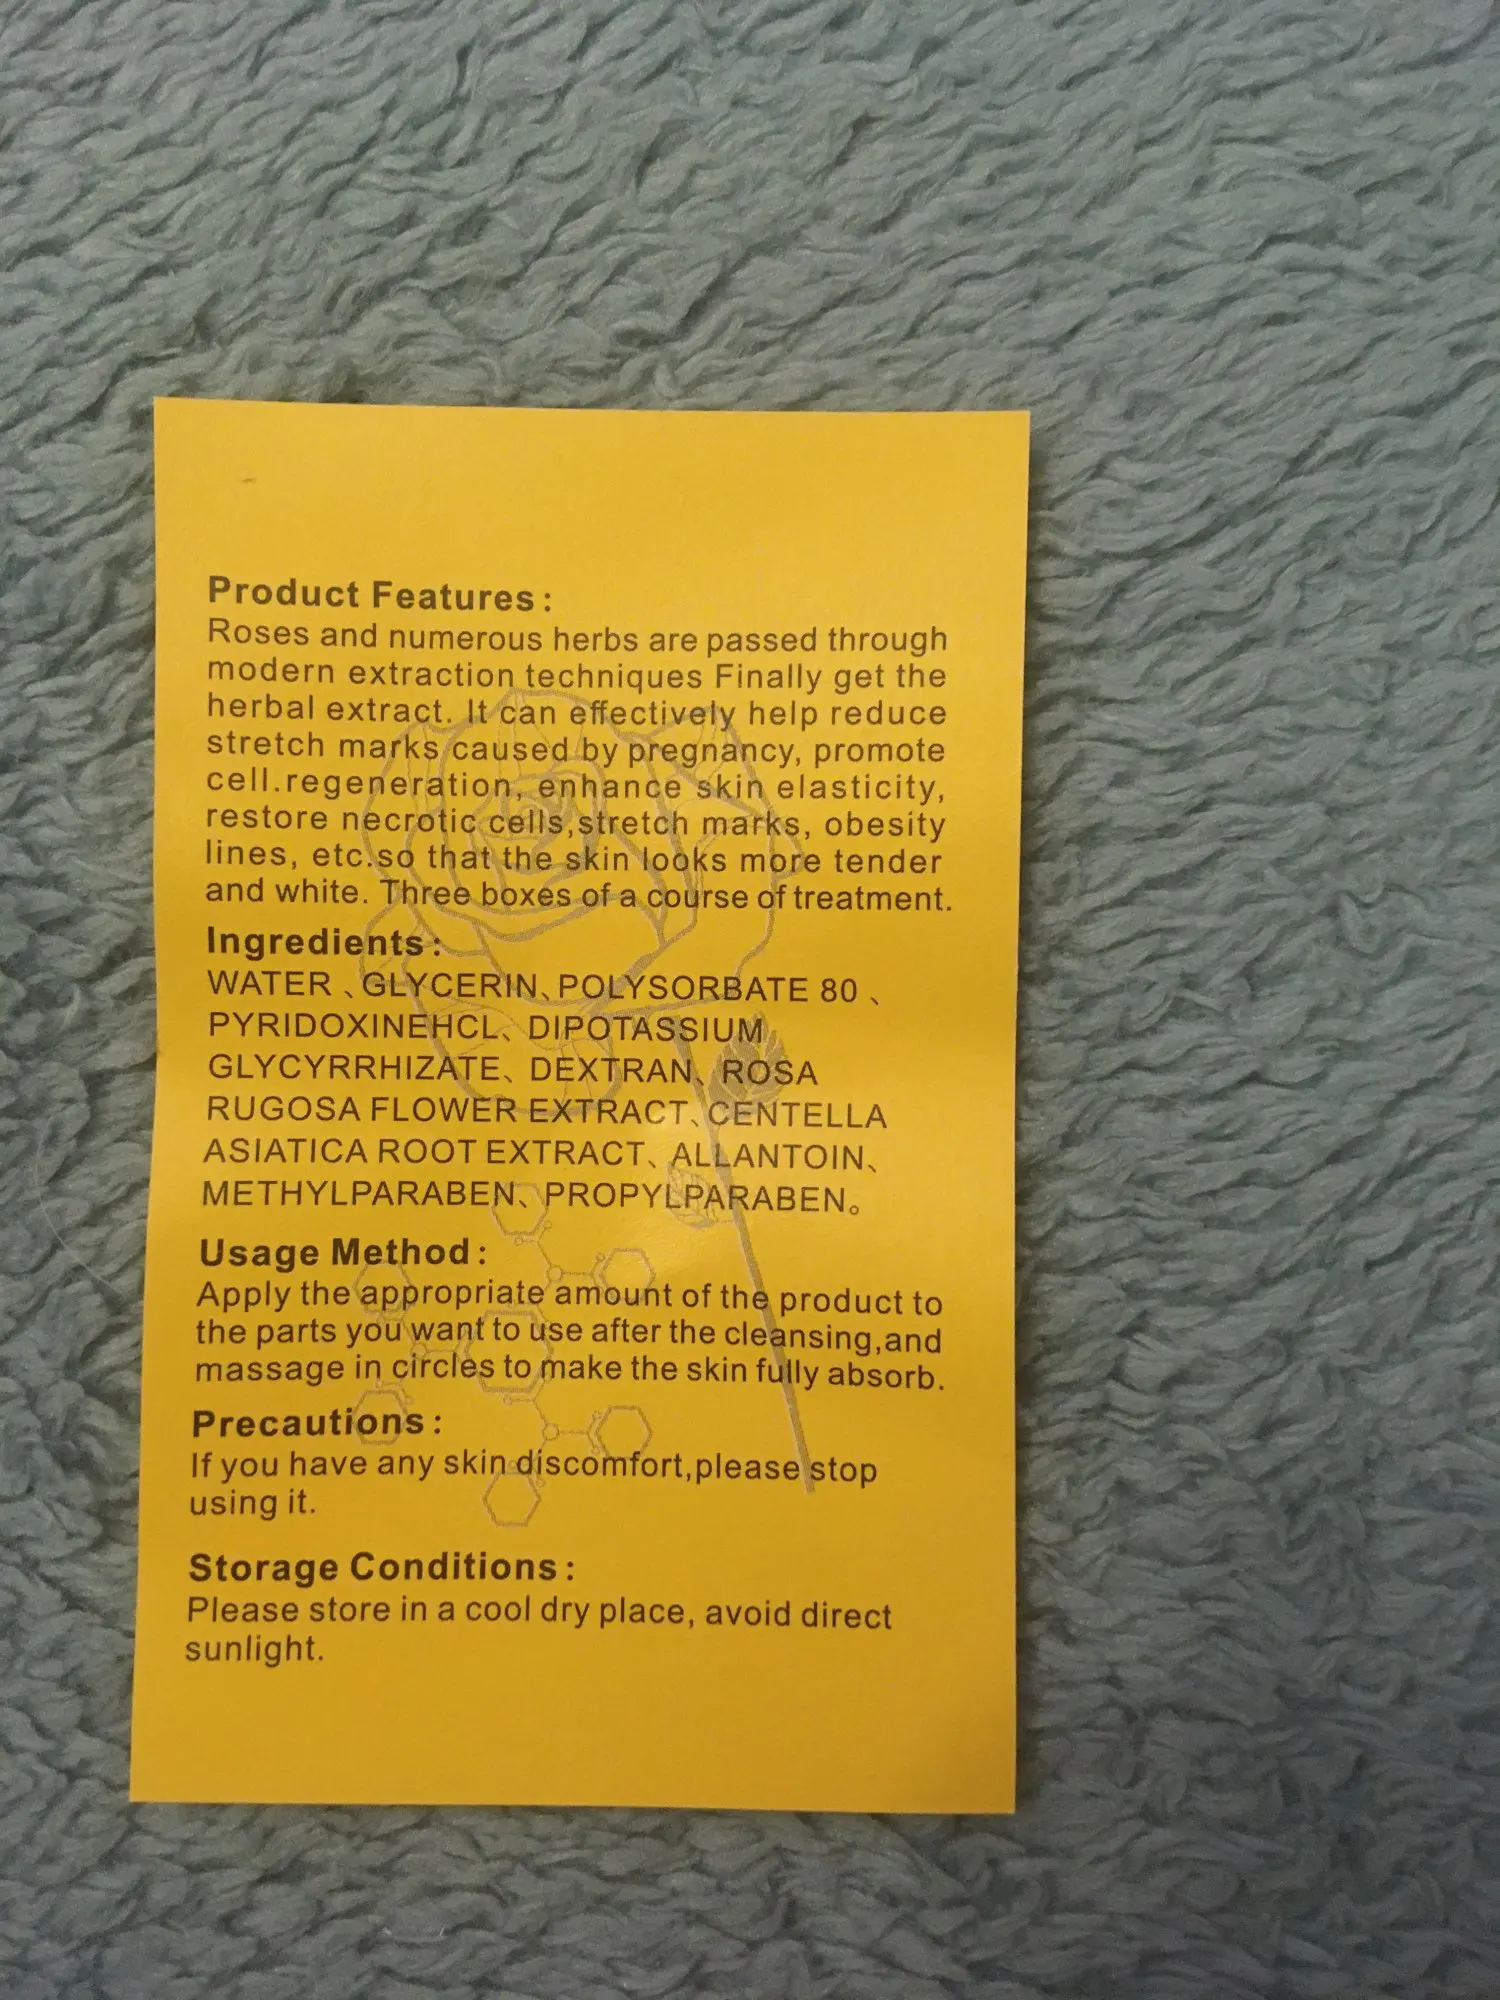 Product Features:
Roses and numerous herbs are passed through
modern extraction techniques Finally get the
herbal extract. It can effectively help reduce
stretch marks caused by pregnancy, promote
cell.regeneration, enhance skin elasticity,
restore necrotic cells,stretch marks, obesity
lines, etc.so that the skin looks more tender
and white. Three boxes of a course of treatment.
Ingredients:
WATER、GLYCERIN、POLYSORBATE 80、
PYRIDOXINEHCL、DIPOTASSIUM
GLYCYRRHIZATE、DEXTRAN、ROSA
RUGOSA FLOWER EXTRACT、CENTELLA
ASIATICA ROOT EXTRACT、ALLANTOIN、
METHYLPARABEN、PROPYLPARABEN。
Usage Method:
Apply the appropriate amount of the product to
the parts you want to use after the cleansing,and
massage in circles to make the skin fully absorb.
Precautions:
If you have any skin discomfort,please stop
using it.
Storage Conditions:
Please store in a cool dry place, avoid direct
sunlight.